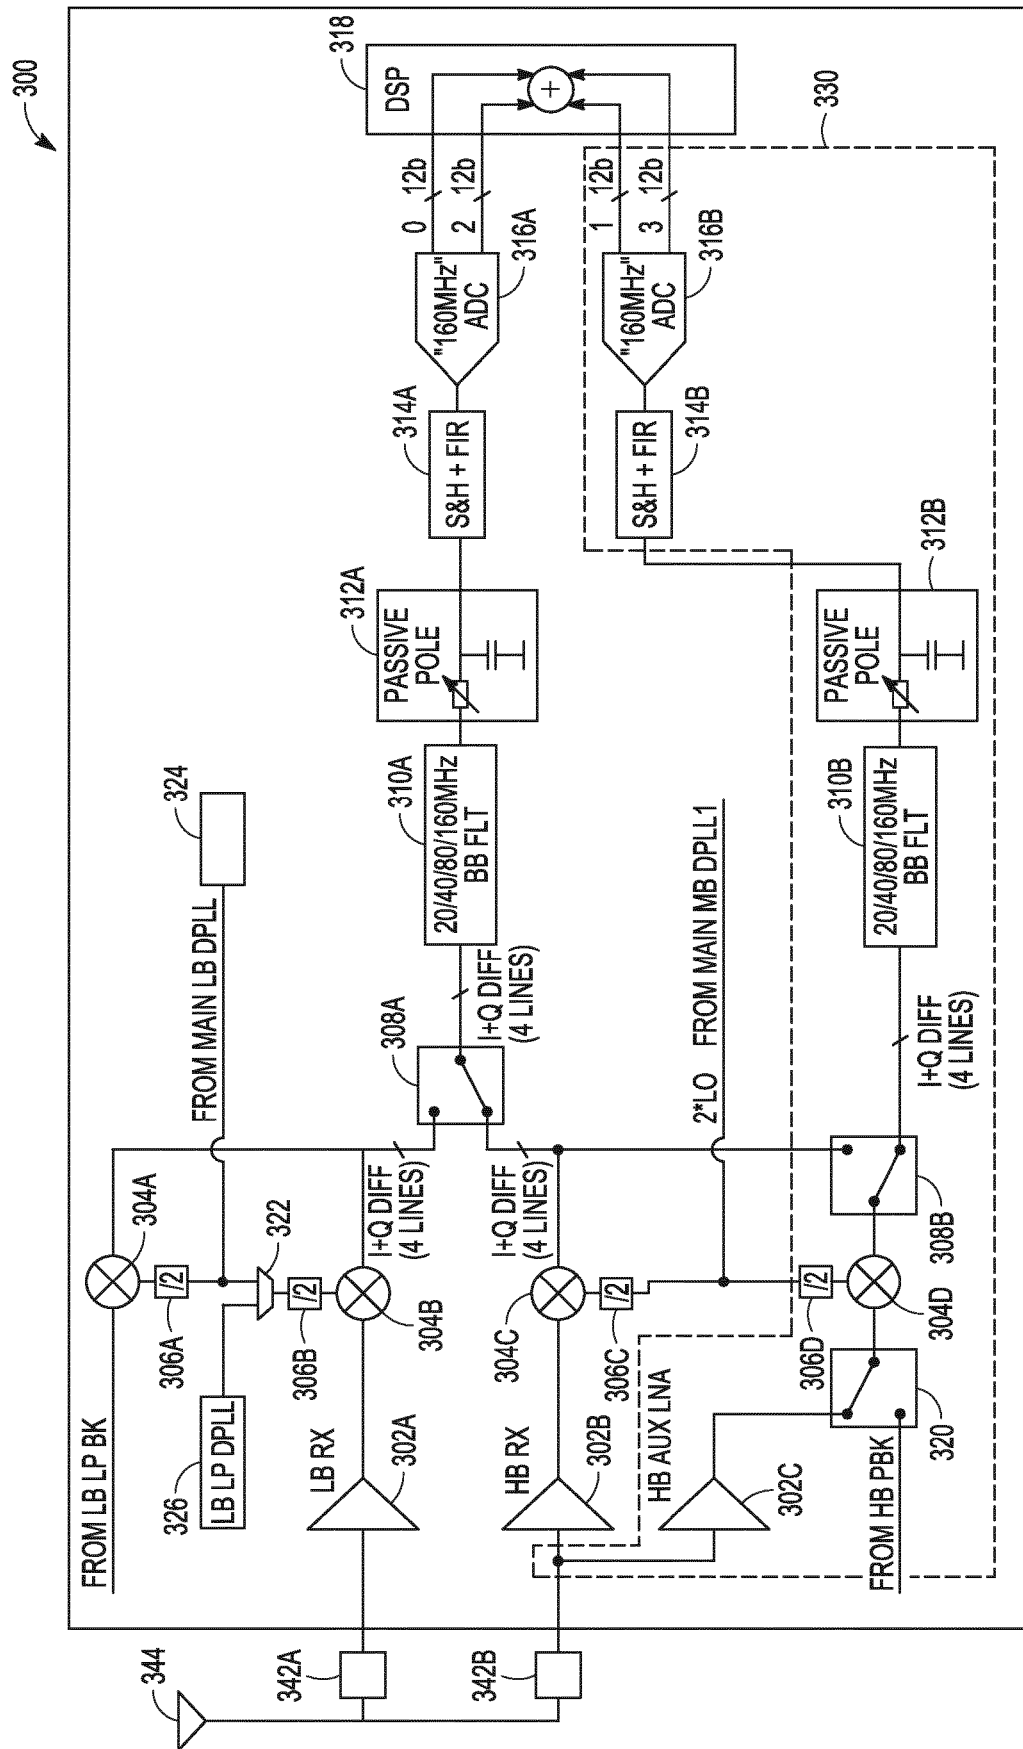 300
344
342A
342B
FROM LB LP BK
304A
306A
/2
326
LB LP DPLL
322
/2
306B
304B
LB RX
302A
FROM MAIN LB DPLL
324
I+Q DIFF
(4 LINES)
308A
I+Q DIFF
(4 LINES)
310A
20/40/80/160MHz
BB FLT
312A
PASSIVE
POLE
314A
S&H + FIR
"160MHz"
ADC
316A
0
12b
2
12b
DSP
318
+
HB RX
302B
304C
/2
306C
I+Q DIFF
(4 LINES)
2*LO FROM MAIN MB DPLL1
HB AUX LNA
302C
FROM HB PBK
320
306D
/2
304D
308B
I+Q DIFF
(4 LINES)
310B
20/40/80/160MHz
BB FLT
312B
PASSIVE
POLE
314B
S&H + FIR
"160MHz"
ADC
316B
1
12b
3
12b
330